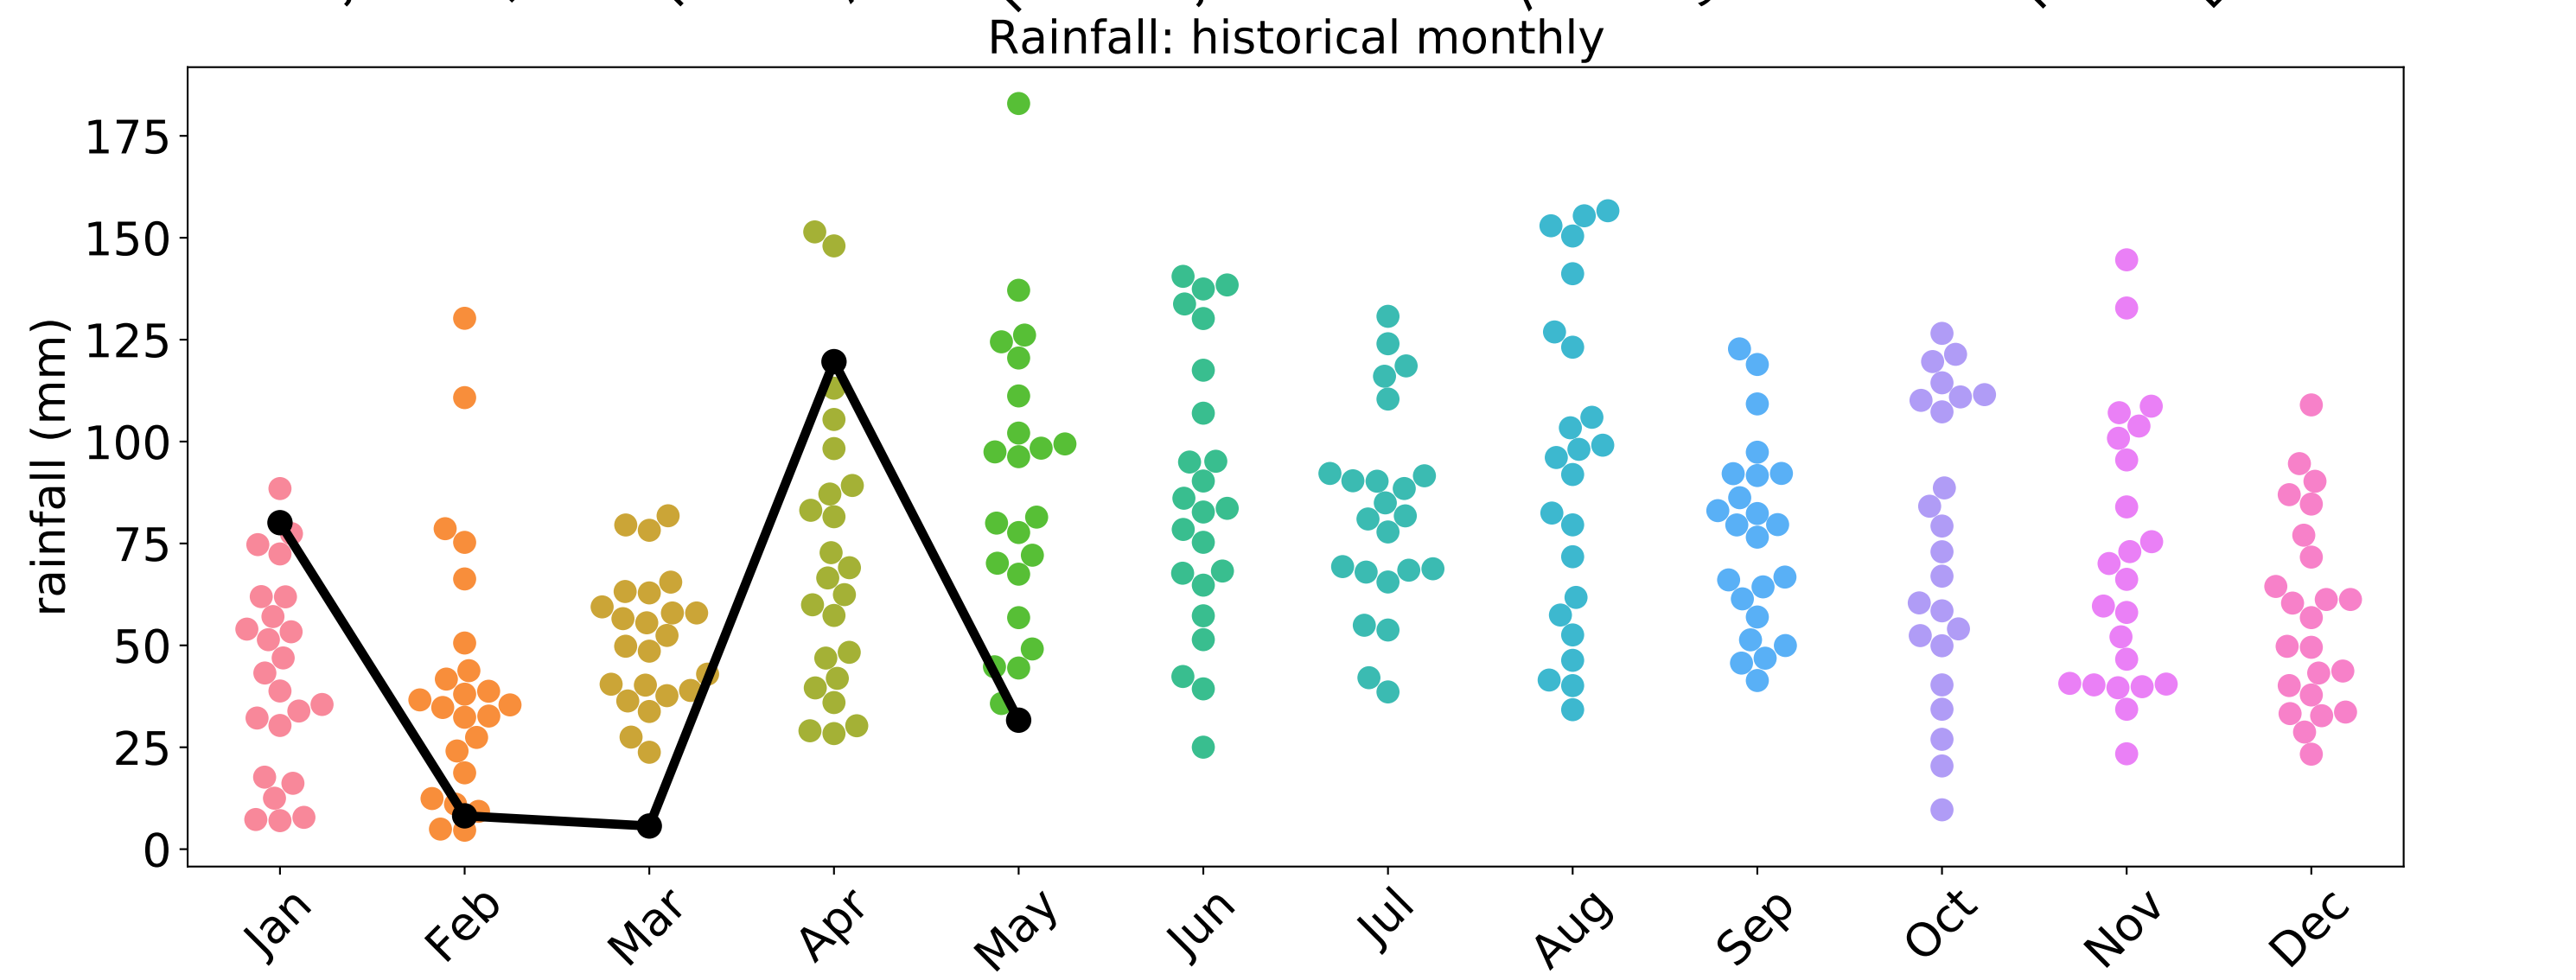 Rainfall: historical monthly
rainfall (mm)
175
150
125
100
75
50
25
0
Jan
Feb
Mar
Apr
May
Jun
Jul
Aug
Sep
Oct
Nov
Dec